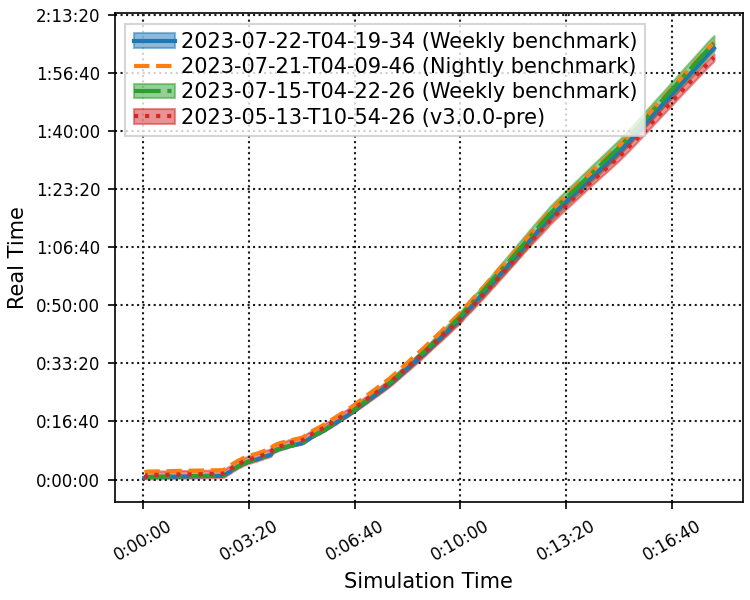 2:13:20
1:56:40
1:40:00
1:23:20
1:06:40
0:50:00
0:33:20
0:16:40
0:00:00
Real Time
2023-07-22-T04-19-34 (Weekly benchmark)
2023-07-21-T04-09-46 (Nightly benchmark)
2023-07-15-T04-22-26 (Weekly benchmark)
2023-05-13-T10-54-26 (v3.0.0-pre)
0:00:00
0:03:20
0:06:40
0:10:00
0:13:20
0:16:40
Simulation Time